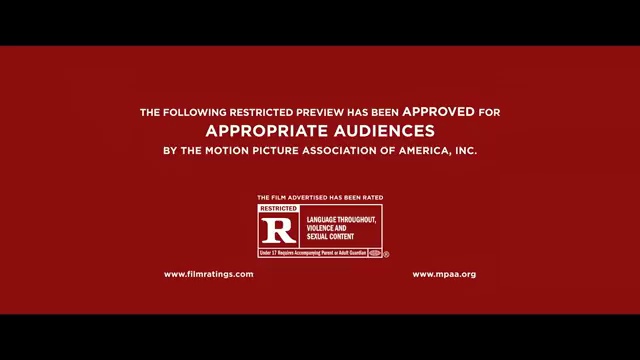 THE FOLLOWING RESTRICTED PREVIEW HAS BEEN APPROVED FOR
APPROPRIATE AUDIENCES
BY THE MOTION PICTURE ASSOCIATION OF AMERICA, INC.
THE FILM ADVERTISED HAS BEEN RATED
RESTRICTED
R
LANGUAGE THROUGHOUT,
VIOLENCE AND
SEXUAL CONTENT
Under 17 Requires Accompanying Parent or Adult Guardian
®
www.filmratings.com
www.mpaa.org